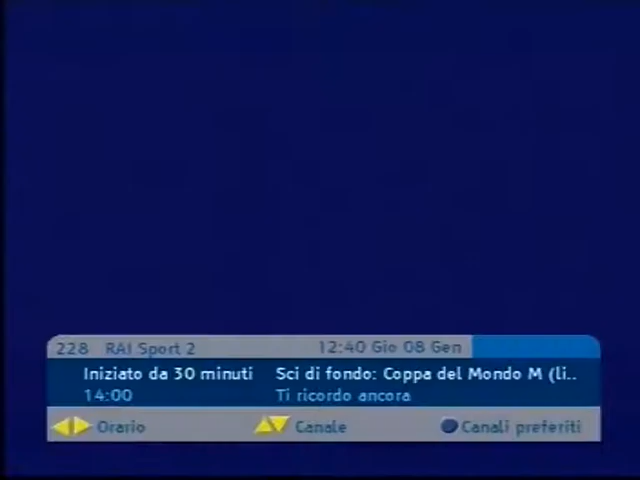 228 RAI Sport 2 12:40 Gio 08 Gen
Iniziato da 30 minuti Sci di fondo: Coppa del Mondo M (li..
14:00 Ti ricordo ancora
Orario Canale Canali preferiti